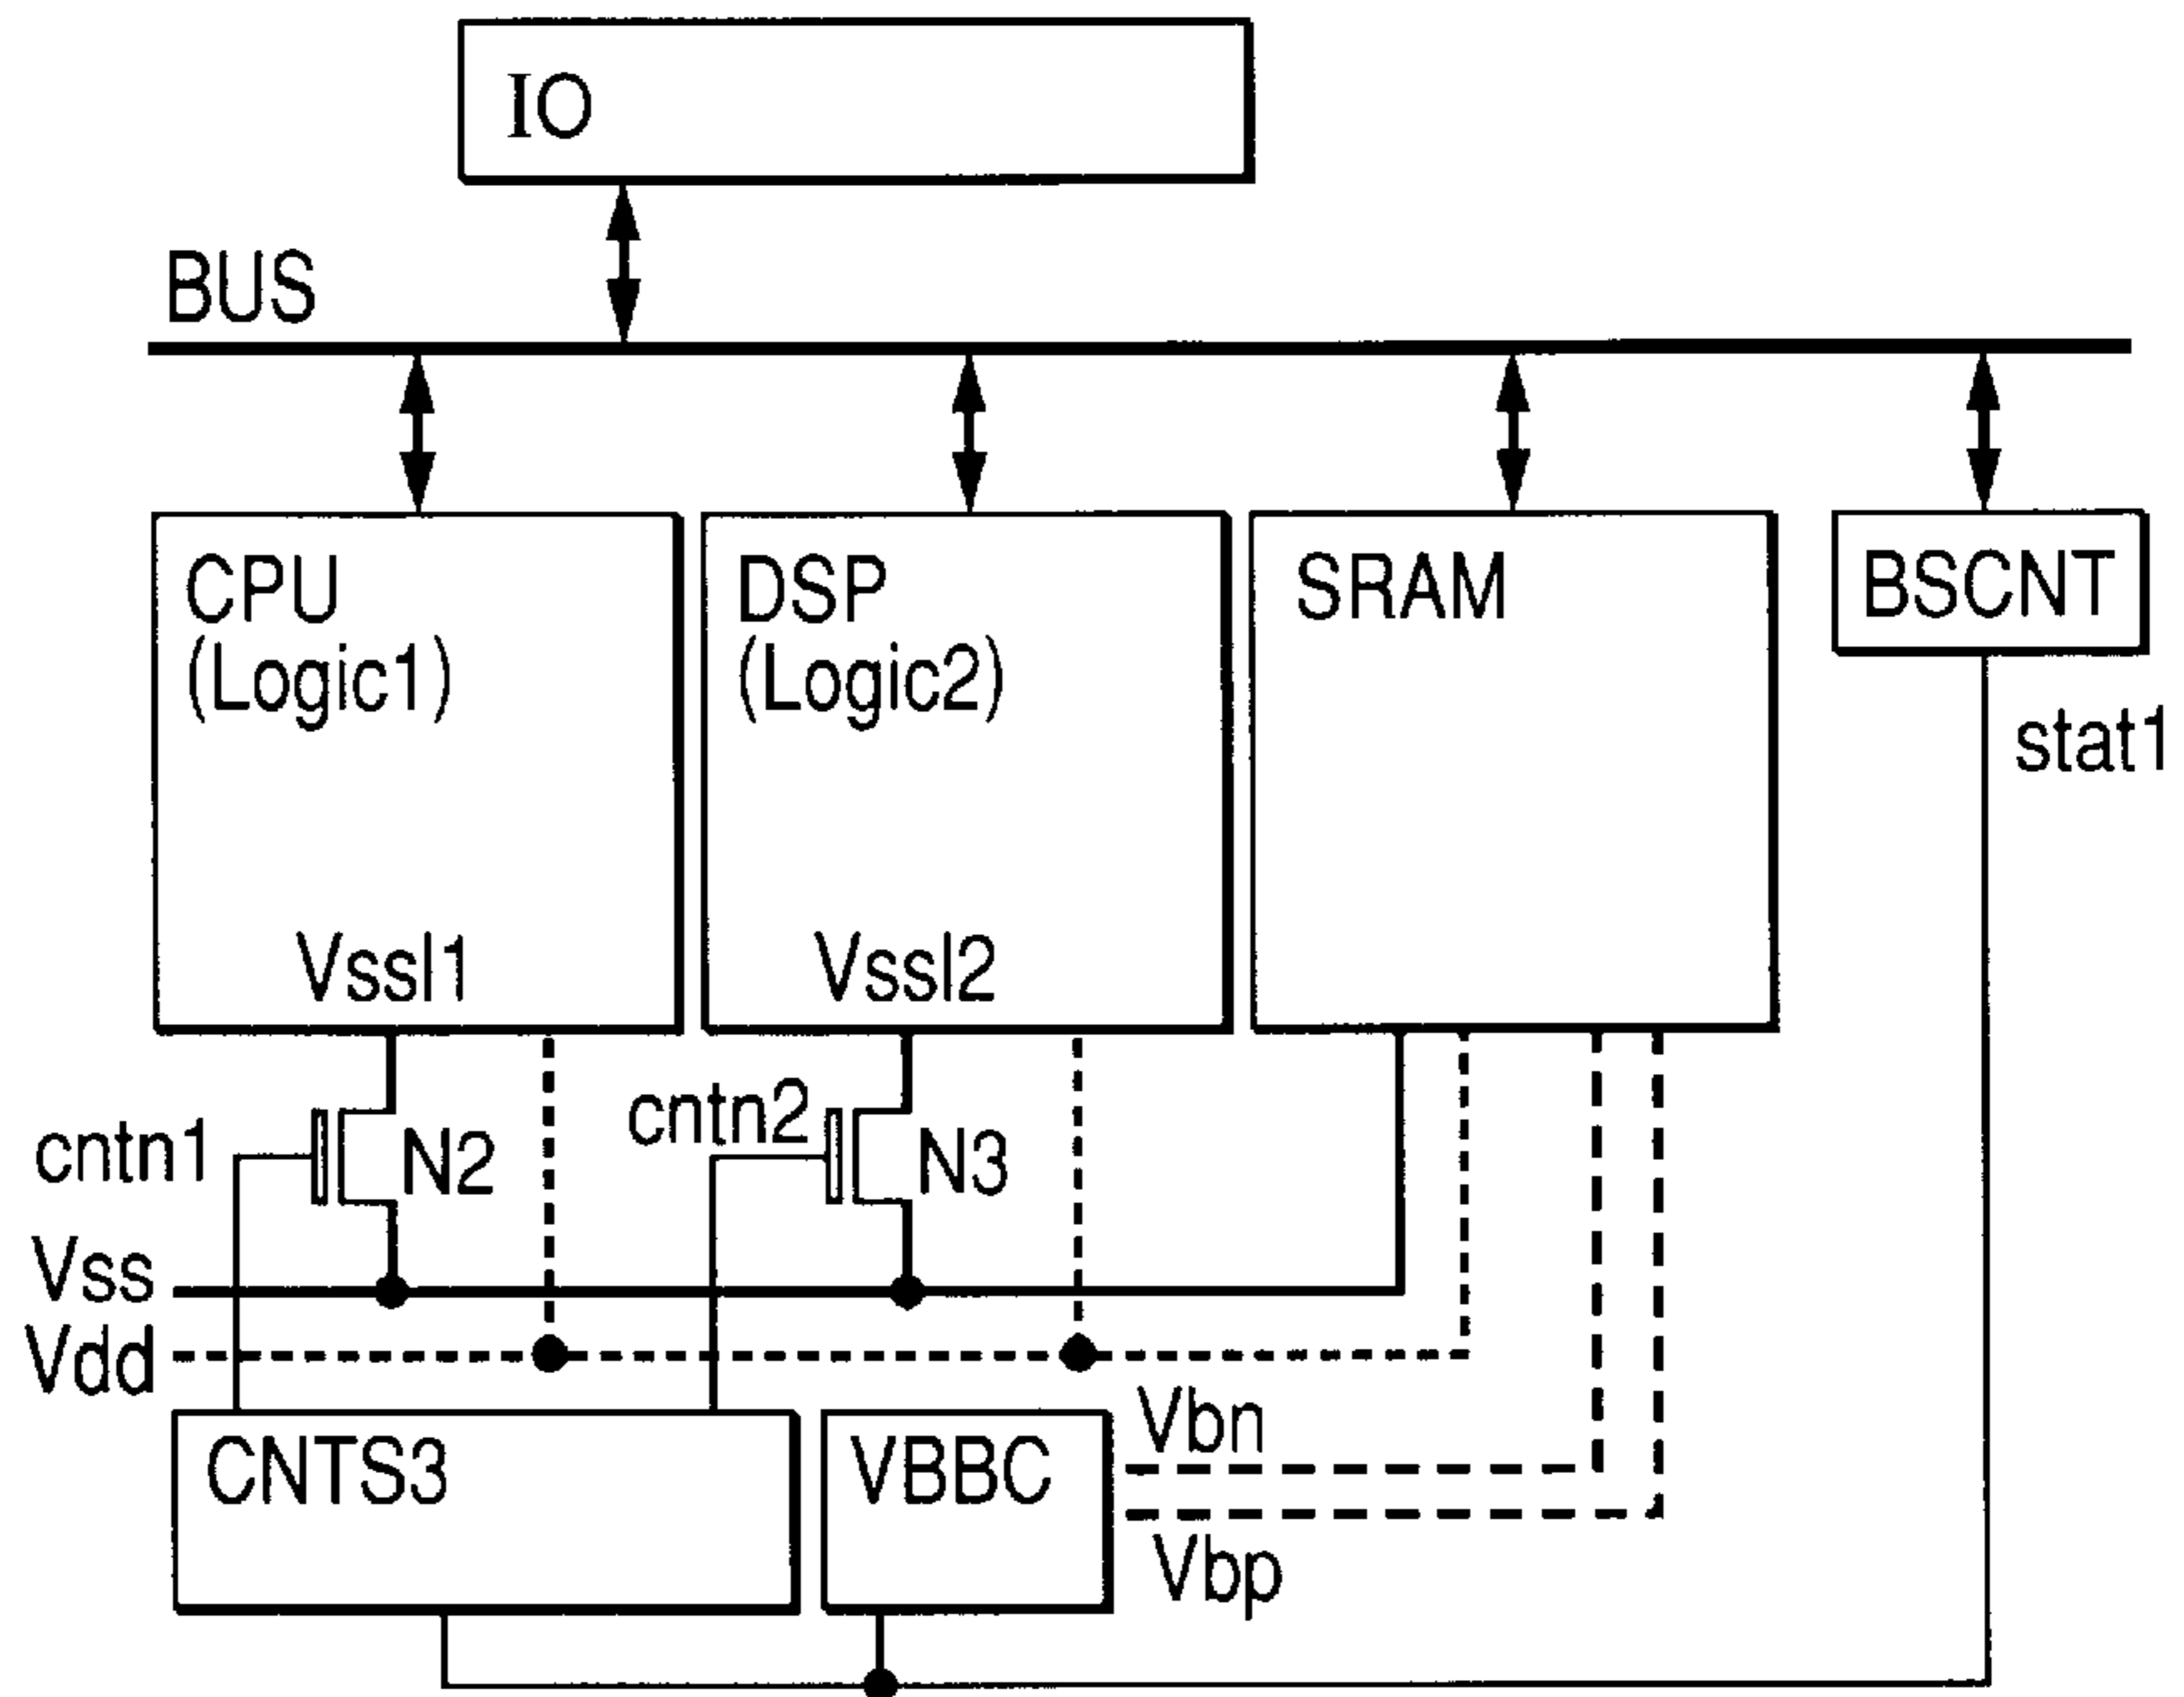 IO
BUS
CPU
(Logic1)
DSP
(Logic2)
SRAM
BSCNT
stat1
Vssl1
Vssl2
cntn1
N2
cntn2
N3
Vss
Vdd
CNTS3
VBBC
Vbn
Vbp